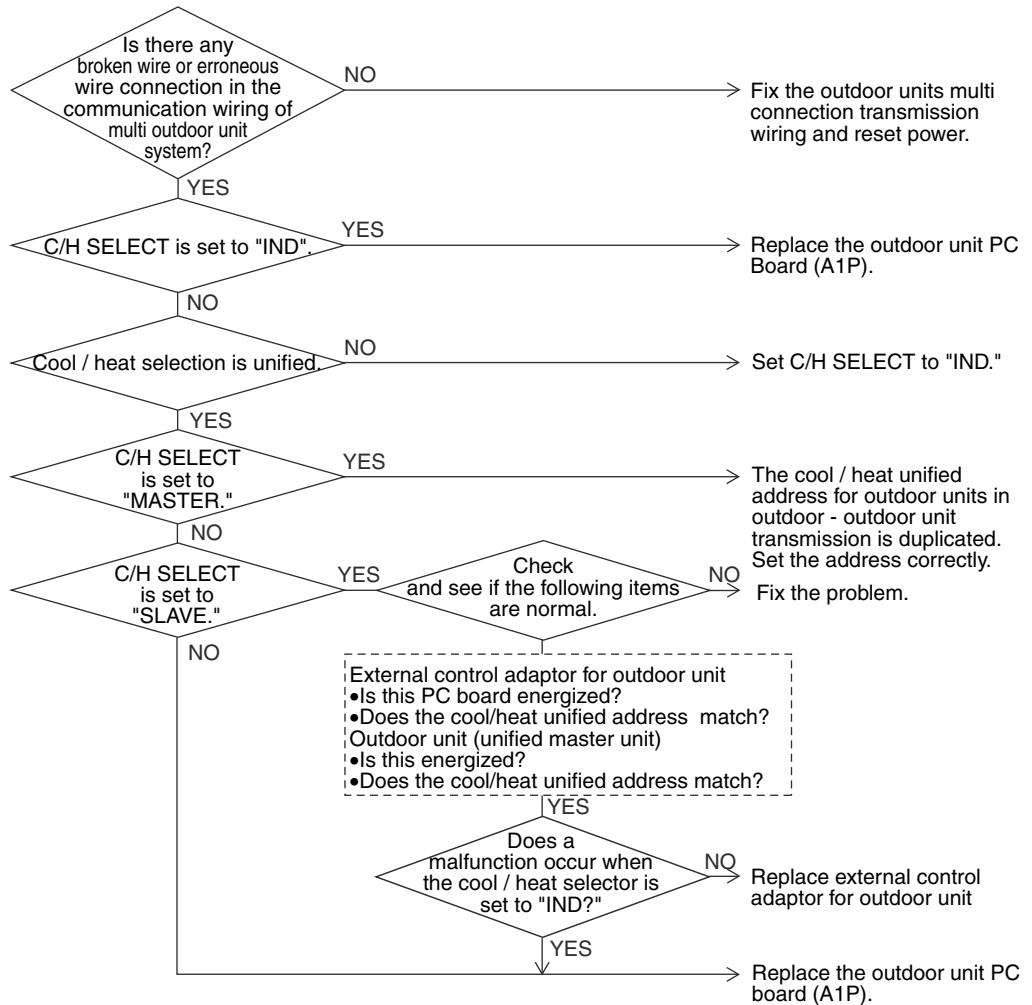 Is there any
broken wire or erroneous
wire connection in the
communication wiring of
multi outdoor unit
system?
NO
Fix the outdoor units multi
connection transmission
wiring and reset power.
YES
C/H SELECT is set to "IND".
YES
Replace the outdoor unit PC
Board (A1P).
NO
Cool / heat selection is unified.
NO
Set C/H SELECT to "IND."
YES
C/H SELECT
is set to
"MASTER."
YES
The cool / heat unified
address for outdoor units in
outdoor - outdoor unit
transmission is duplicated.
Set the address correctly.
NO
C/H SELECT
is set to
"SLAVE."
YES
Check
and see if the following items
are normal.
NO
Fix the problem.
NO
External control adaptor for outdoor unit
•Is this PC board energized?
•Does the cool/heat unified address match?
Outdoor unit (unified master unit)
•Is this energized?
•Does the cool/heat unified address match?
YES
Does a
malfunction occur when
the cool / heat selector is
set to "IND?"
NO
Replace external control
adaptor for outdoor unit
YES
Replace the outdoor unit PC
board (A1P).